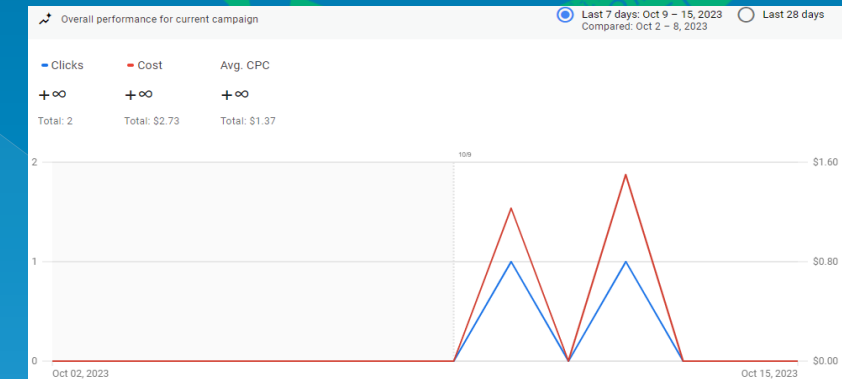 Overall performance for current campaign
Last 7 days: Oct 9 – 15, 2023
Compared: Oct 2 – 8, 2023
Last 28 days
Clicks
Cost
Avg. CPC
+∞
+∞
+∞
Total: 2
Total: $2.73
Total: $1.37
10/9
2
$1.60
1
$0.80
0
$0.00
Oct 02, 2023
Oct 15, 2023